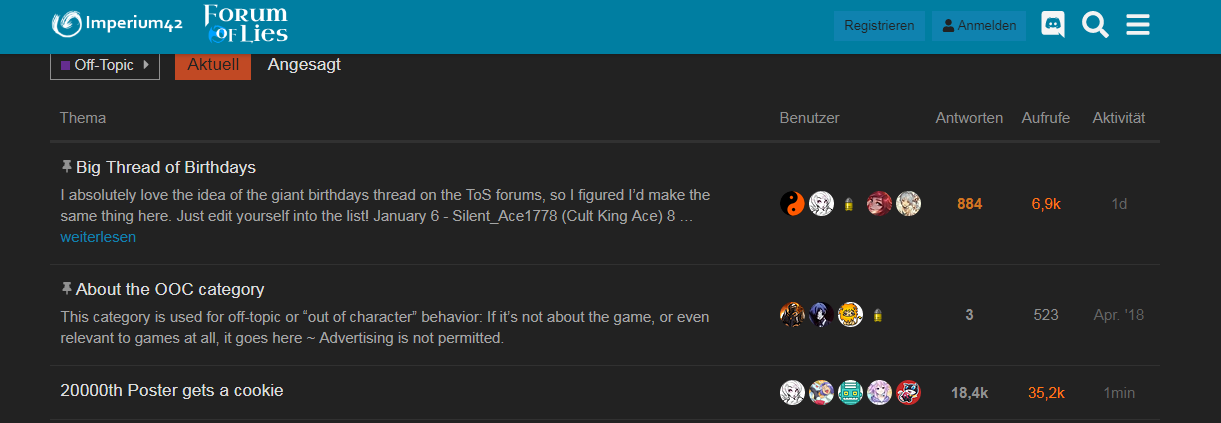 Imperium42 Forum of Lies Registrieren Anmelden
Off-Topic Aktuell Angesagt
Thema Benutzer Antworten Aufrufe Aktivität
Big Thread of Birthdays
I absolutely love the idea of the giant birthdays thread on the ToS forums, so I figured I’d make the
same thing here. Just edit yourself into the list! January 6 - Silent_Ace1778 (Cult King Ace) 8 …
weiterlesen
884 6,9k 1d
About the OOC category
This category is used for off-topic or “out of character” behavior: If it’s not about the game, or even
relevant to games at all, it goes here ~ Advertising is not permitted.
3 523 Apr. '18
20000th Poster gets a cookie 18,4k 35,2k 1min